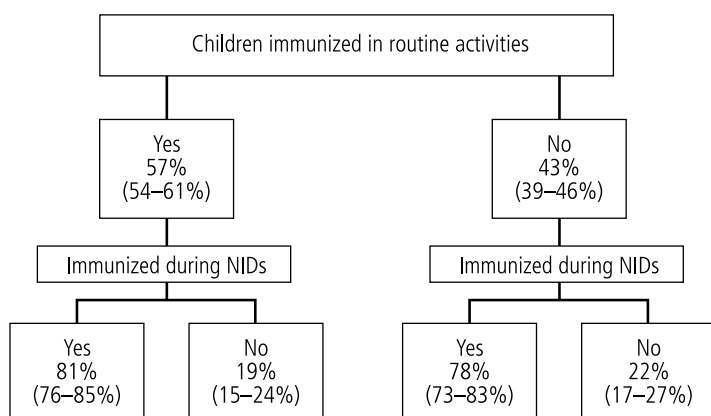 Children immunized in routine activities
Yes
57%
(54–61%)
No
43%
(39–46%)
Immunized during NIDs
Immunized during NIDs
Yes
81%
(76–85%)
No
19%
(15–24%)
Yes
78%
(73–83%)
No
22%
(17–27%)